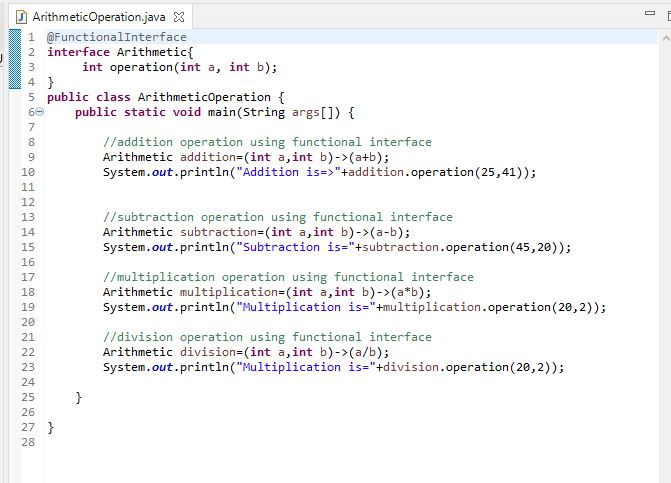 ArithmeticOperation.java
1 @FunctionalInterface
2 interface Arithmetic{
3 int operation(int a, int b);
4 }
5 public class ArithmeticOperation {
6 public static void main(String args[]) {
7
8 //addition operation using functional interface
9 Arithmetic addition=(int a,int b)->(a+b);
10 System.out.println("Addition is=>"+addition.operation(25,41));
11
12
13 //subtraction operation using functional interface
14 Arithmetic subtraction=(int a,int b)->(a-b);
15 System.out.println("Subtraction is="+subtraction.operation(45,20));
16
17 //multiplication operation using functional interface
18 Arithmetic multiplication=(int a,int b)->(a*b);
19 System.out.println("Multiplication is="+multiplication.operation(20,2));
20
21 //division operation using functional interface
22 Arithmetic division=(int a,int b)->(a/b);
23 System.out.println("Multiplication is="+division.operation(20,2));
24
25 }
26
27 }
28